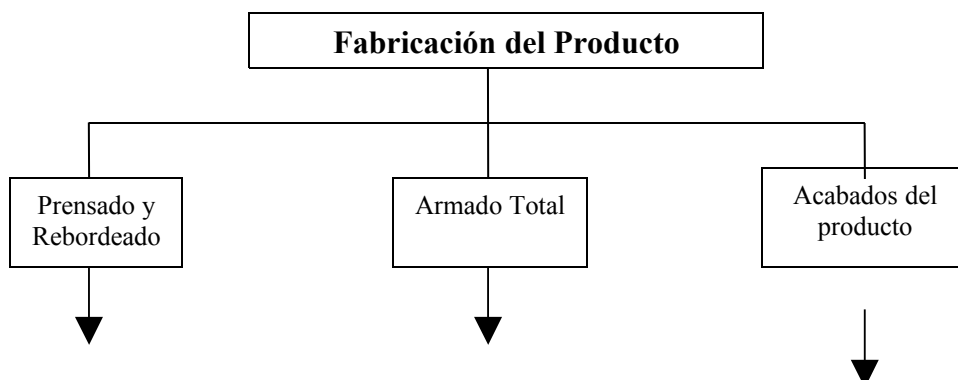 Fabricación del Producto
Prensado y
Rebordeado
Armado Total
Acabados del
producto